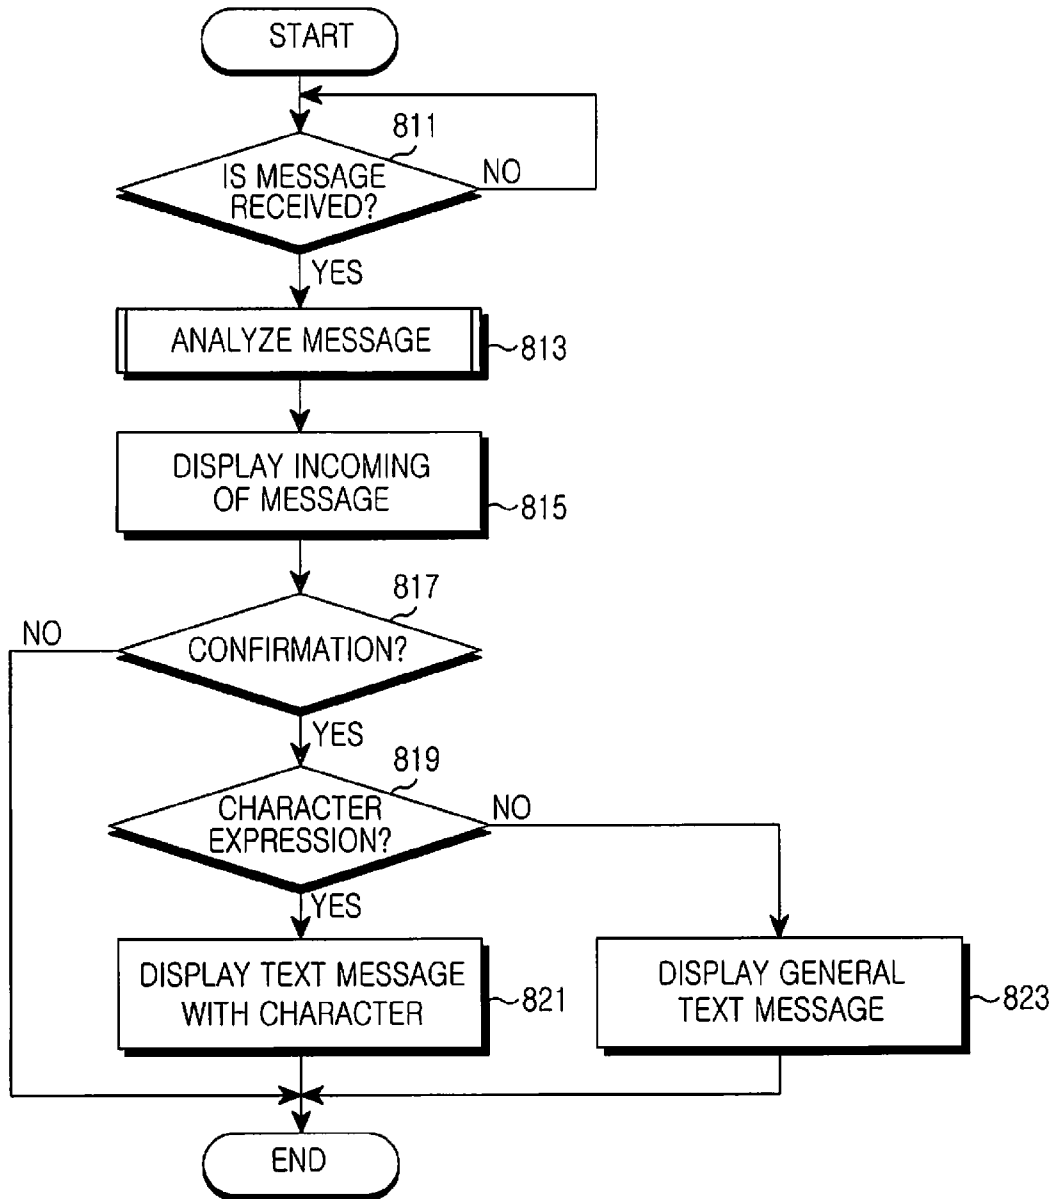 START
811
IS MESSAGE
RECEIVED?
NO
YES
ANALYZE MESSAGE
813
DISPLAY INCOMING
OF MESSAGE
815
817
NO
CONFIRMATION?
YES
819
CHARACTER
EXPRESSION?
NO
YES
DISPLAY TEXT MESSAGE
WITH CHARACTER
821
DISPLAY GENERAL
TEXT MESSAGE
823
END